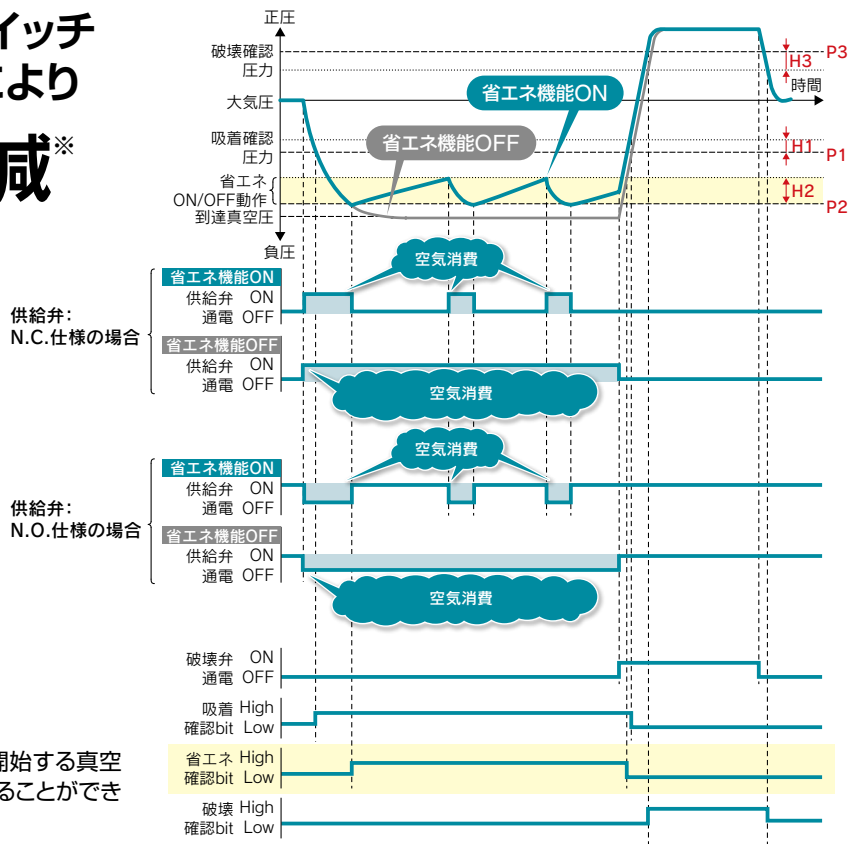 イッチ
により
減※
正圧
破壊確認
圧力
大気圧
吸着確認
圧力
省エネ
ON/OFF動作
到達真空圧
負圧
省エネ機能ON
省エネ機能OFF
時間
P3
H3
H1
P1
H2
P2
供給弁：
N.C.仕様の場合
省エネ機能ON
供給弁 ON
通電 OFF
空気消費
省エネ機能OFF
供給弁 ON
通電 OFF
空気消費
供給弁：
N.O.仕様の場合
省エネ機能ON
供給弁 ON
通電 OFF
空気消費
省エネ機能OFF
供給弁 ON
通電 OFF
空気消費
破壊弁 ON
通電 OFF
吸着 High
確認bit Low
省エネ High
確認bit Low
破壊 High
確認bit Low
開始する真空
ることができ